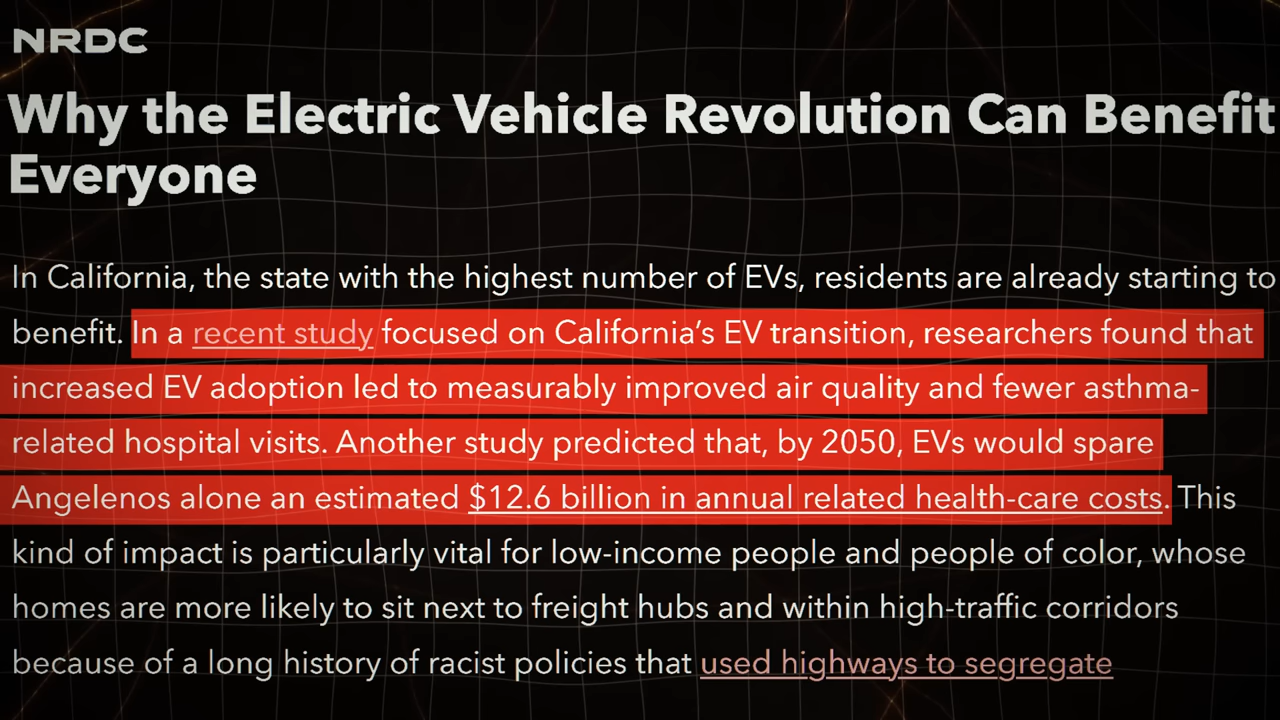 NRDC
Why the Electric Vehicle Revolution Can Benefit
Everyone
In California, the state with the highest number of EVs, residents are already starting to
benefit. In a recent study focused on California’s EV transition, researchers found that
increased EV adoption led to measurably improved air quality and fewer asthma-
related hospital visits. Another study predicted that, by 2050, EVs would spare
Angelenos alone an estimated $12.6 billion in annual related health-care costs. This
kind of impact is particularly vital for low-income people and people of color, whose
homes are more likely to sit next to freight hubs and within high-traffic corridors
because of a long history of racist policies that used highways to segregate